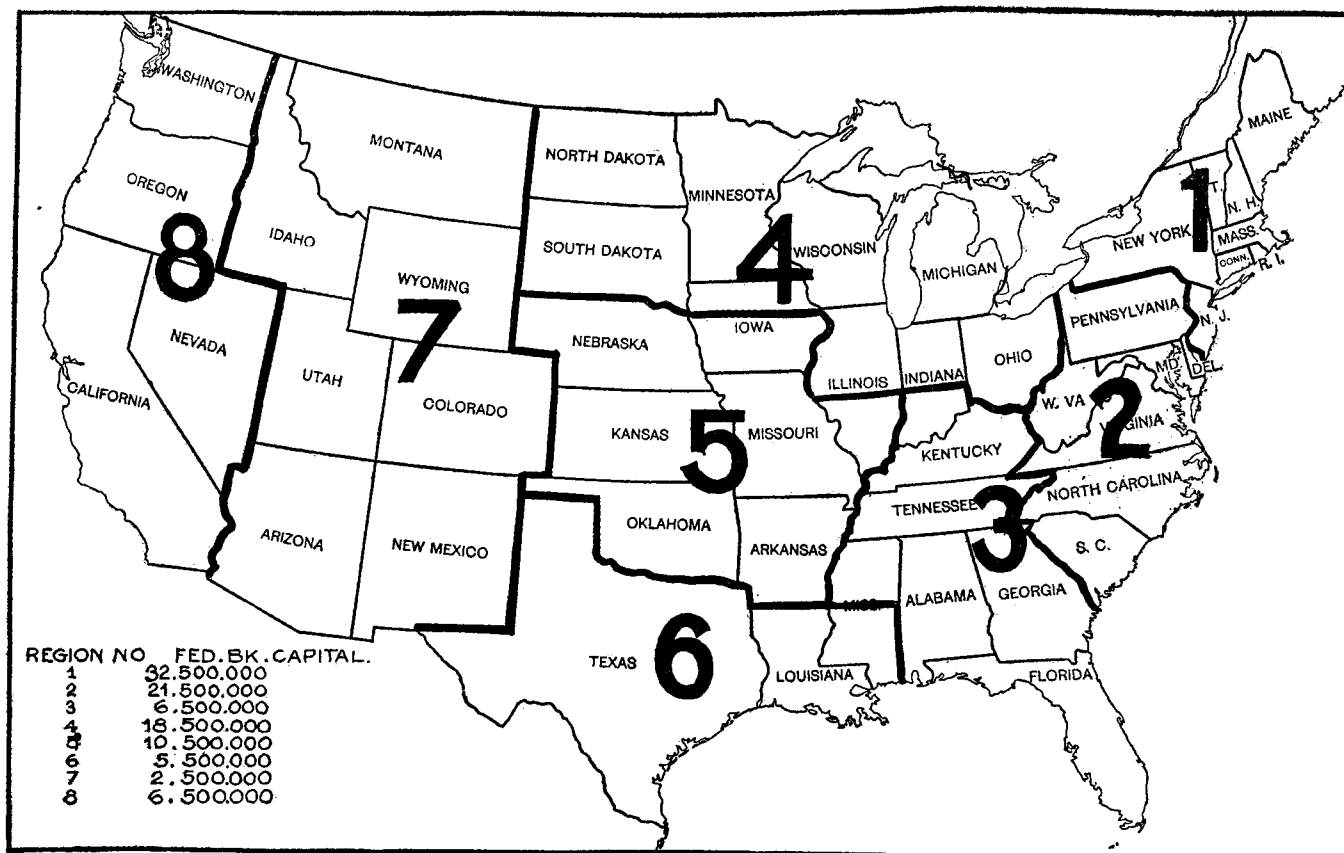 WASHINGTON
MONTANA
NORTH DAKOTA
MINNESOTA
MAINE
OREGON
IDAHO
SOUTH DAKOTA
WISCONSIN
MICHIGAN
NEW YORK
N. H.
MASS.
CONN.
R. I.
1
8
4
WYOMING
7
NEVADA
UTAH
COLORADO
CALIFORNIA
NEBRASKA
IOWA
ILLINOIS
INDIANA
OHIO
PENNSYLVANIA
N. J.
MD.
DEL.
W. VA
2
KANSAS
5
MISSOURI
KENTUCKY
TENNESSEE
NORTH CAROLINA
3
S. C.
ARIZONA
NEW MEXICO
OKLAHOMA
ARKANSAS
MISS.
ALABAMA
GEORGIA
TEXAS
6
LOUISIANA
FLORIDA
REGION NO FED.BK.CAPITAL.
1 32.500.000
2 21.500.000
3 6.500.000
4 18.500.000
5 10.500.000
6 5.500.000
7 2.500.000
8 6.500.000